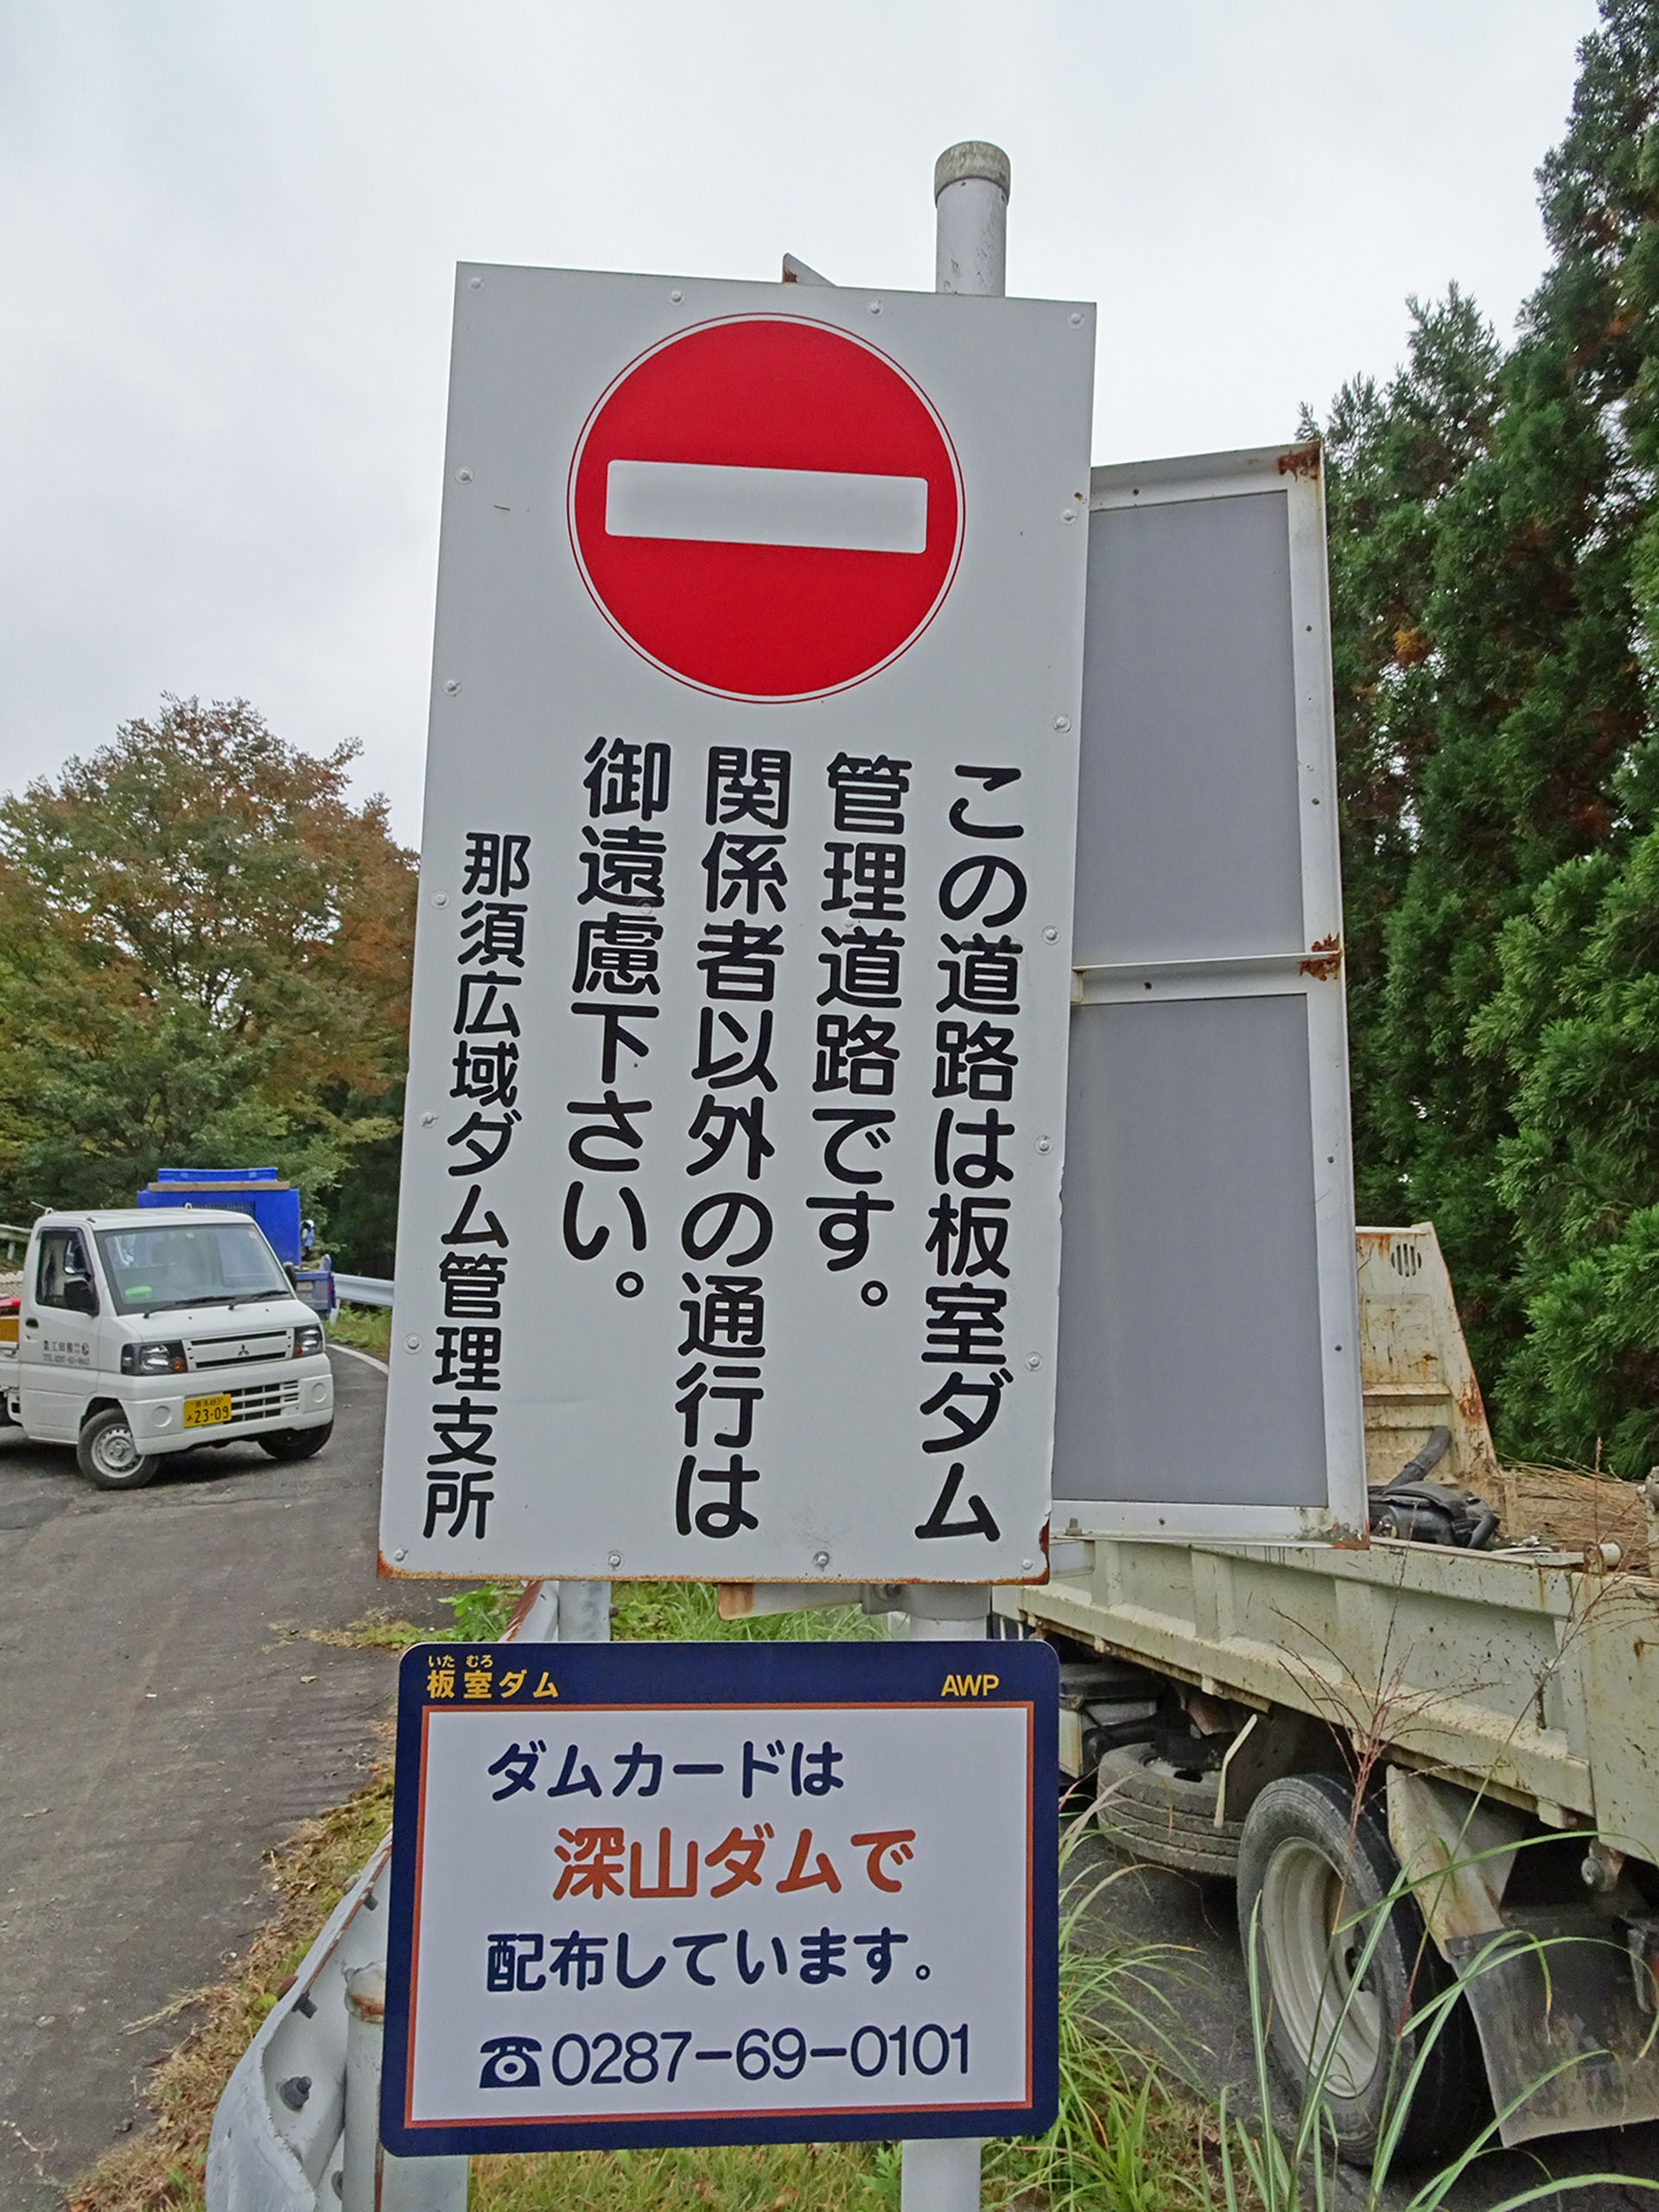 この道路は板室ダム
管理道路です。
関係者以外の通行は
御遠慮下さい。
那須広域ダム管理支所
いた むろ
板室ダム
AWP
ダムカードは
深山ダムで
配布しています。
☎0287-69-0101
23-09